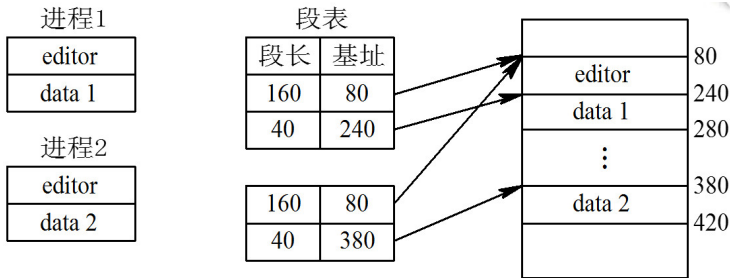 进程1
editor
data 1
进程2
editor
data 2
段表
段长 基址
160 80
40 240
160 80
40 380
80
editor
240
data 1
280
⋮
380
data 2
420